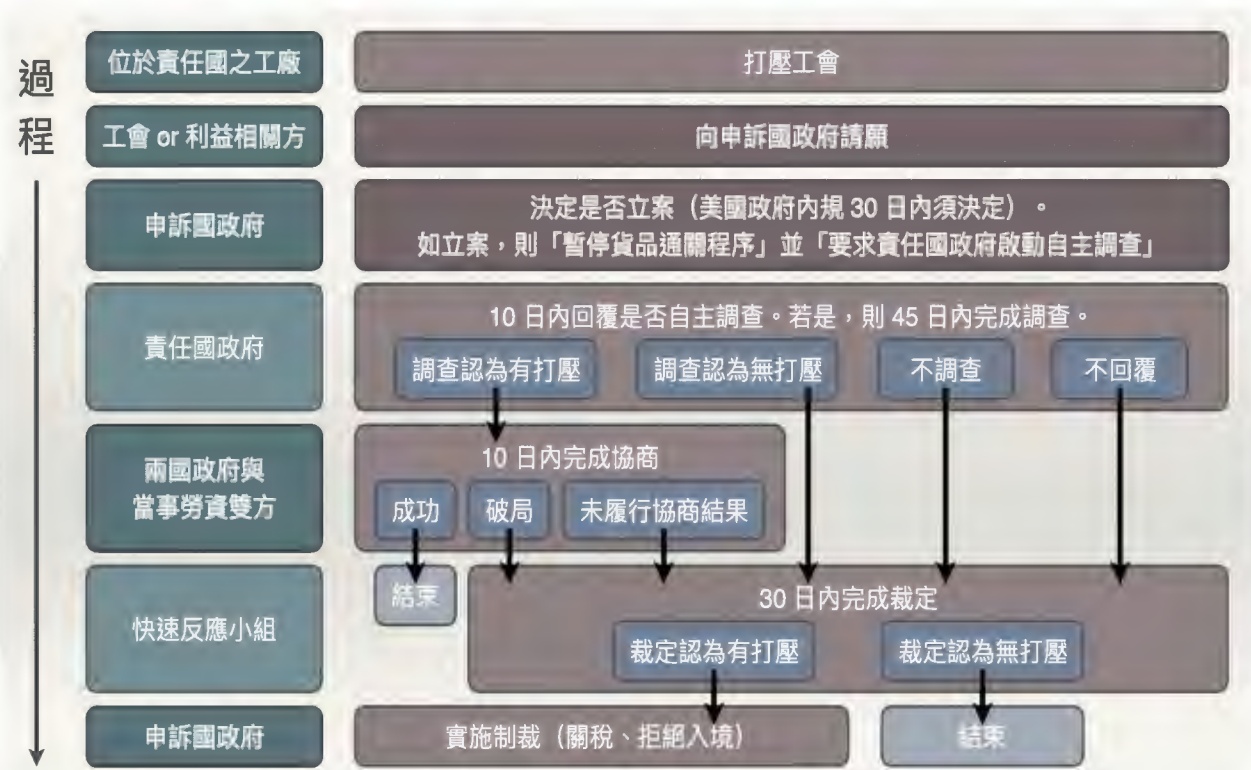 過程
位於責任國之工廠
打壓工會
工會 or 利益相關方
向申訴國政府請願
申訴國政府
決定是否立案（美國政府內規 30 日內須決定）。
如立案，則「暫停貨品通關程序」並「要求責任國政府啟動自主調查」
責任國政府
10 日內回覆是否自主調查。若是，則 45 日內完成調查。
調查認為有打壓
調查認為無打壓
不調查
不回覆
兩國政府與
當事勞資雙方
10 日內完成協商
成功
破局
未履行協商結果
快速反應小組
結束
30 日內完成裁定
裁定認為有打壓
裁定認為無打壓
申訴國政府
實施制裁（關稅、拒絕入境）
結束